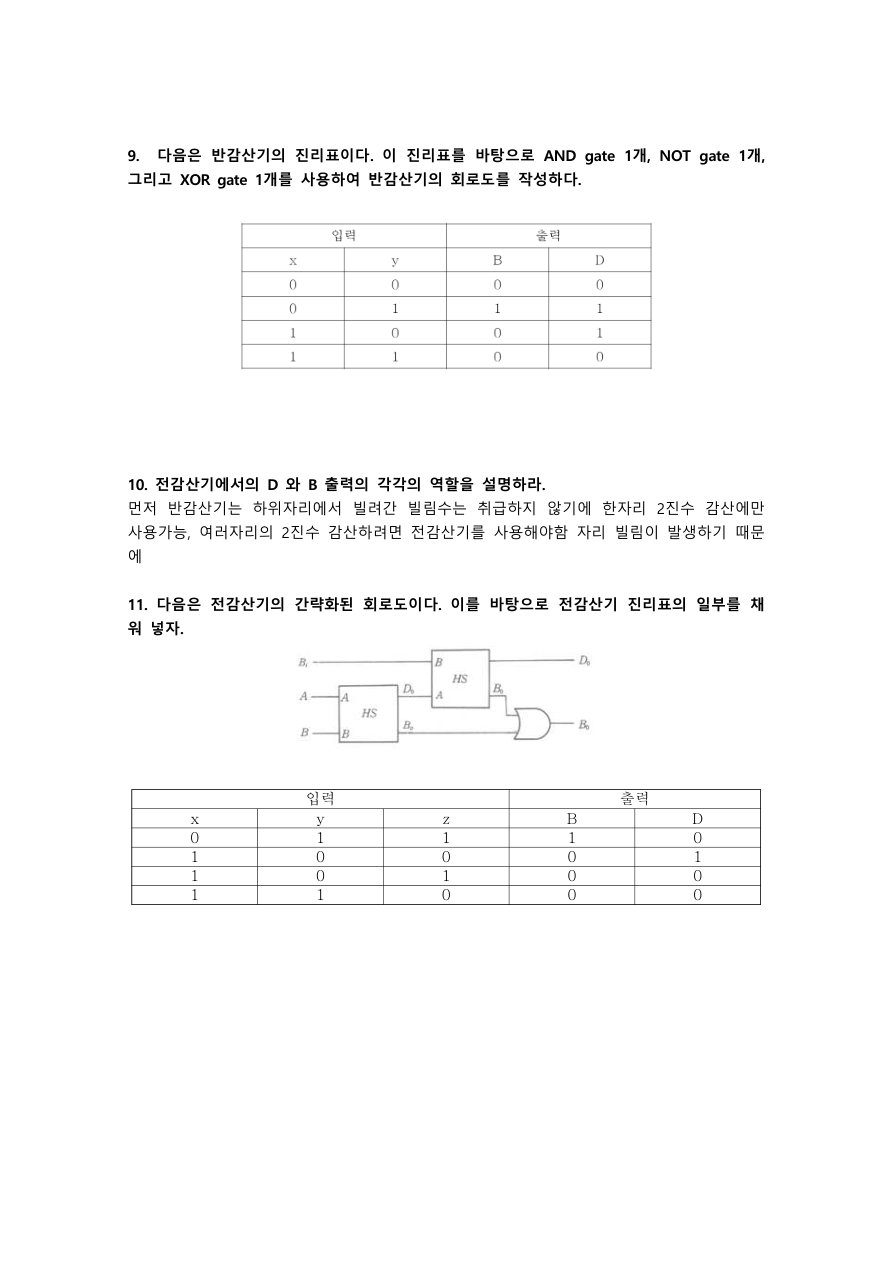 9. 다음은 반감산기의 진리표이다. 이 진리표를 바탕으로 AND gate 1개, NOT gate 1개,
그리고 XOR gate 1개를 사용하여 반감산기의 회로도를 작성하다.
입력 출력
x y B D
0 0 0 0
0 1 1 1
1 0 0 1
1 1 0 0
10. 전감산기에서의 D 와 B 출력의 각각의 역할을 설명하라.
먼저 반감산기는 하위자리에서 빌려간 빌림수는 취급하지 않기에 한자리 2진수 감산에만
사용가능, 여러자리의 2진수 감산하려면 전감산기를 사용해야함 자리 빌림이 발생하기 때문
에
11. 다음은 전감산기의 간략화된 회로도이다. 이를 바탕으로 전감산기 진리표의 일부를 채
워 넣자.
Bᵢ B D₀
HS
A A D₀ A B₀
HS
B B B₀ B₀
입력 출력
x y z B D
0 1 1 1 0
1 0 0 0 1
1 0 1 0 0
1 1 0 0 0